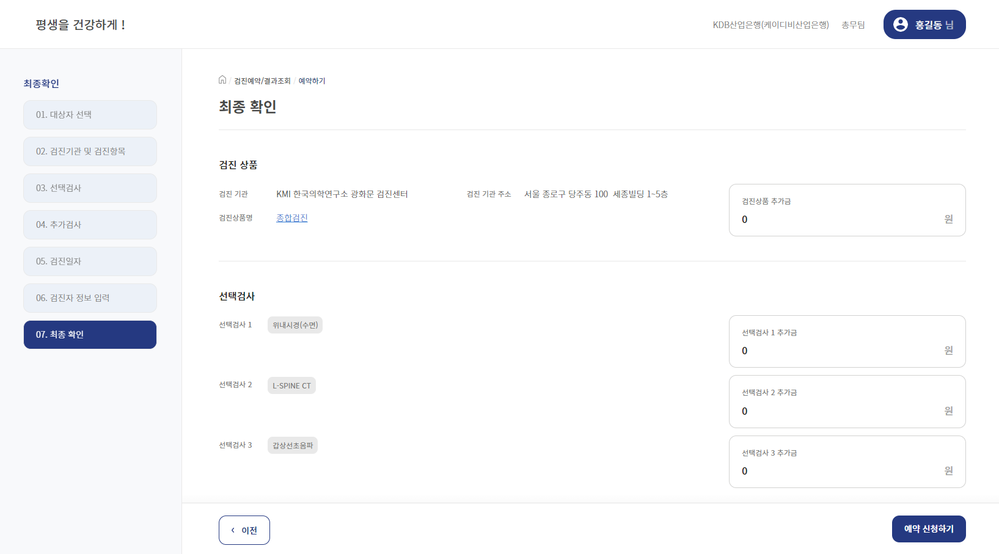 평생을 건강하게 !
KDB산업은행(케이디비산업은행) 총무팀 홍길동 님
최종확인
01. 대상자 선택
02. 검진기관 및 검진항목
03. 선택검사
04. 추가검사
05. 검진일자
06. 검진자 정보 입력
07. 최종 확인
/ 검진예약/결과조회 / 예약하기
최종 확인
검진 상품
검진 기관 KMI 한국의학연구소 광화문 검진센터 검진 기관 주소 서울 종로구 당주동 100 세종빌딩 1~5층
검진상품명 종합검진
검진상품 추가금
0 원
선택검사
선택검사 1 위내시경(수면)
선택검사 1 추가금
0 원
선택검사 2 L-SPINE CT
선택검사 2 추가금
0 원
선택검사 3 갑상선초음파
선택검사 3 추가금
0 원
이전
예약 신청하기